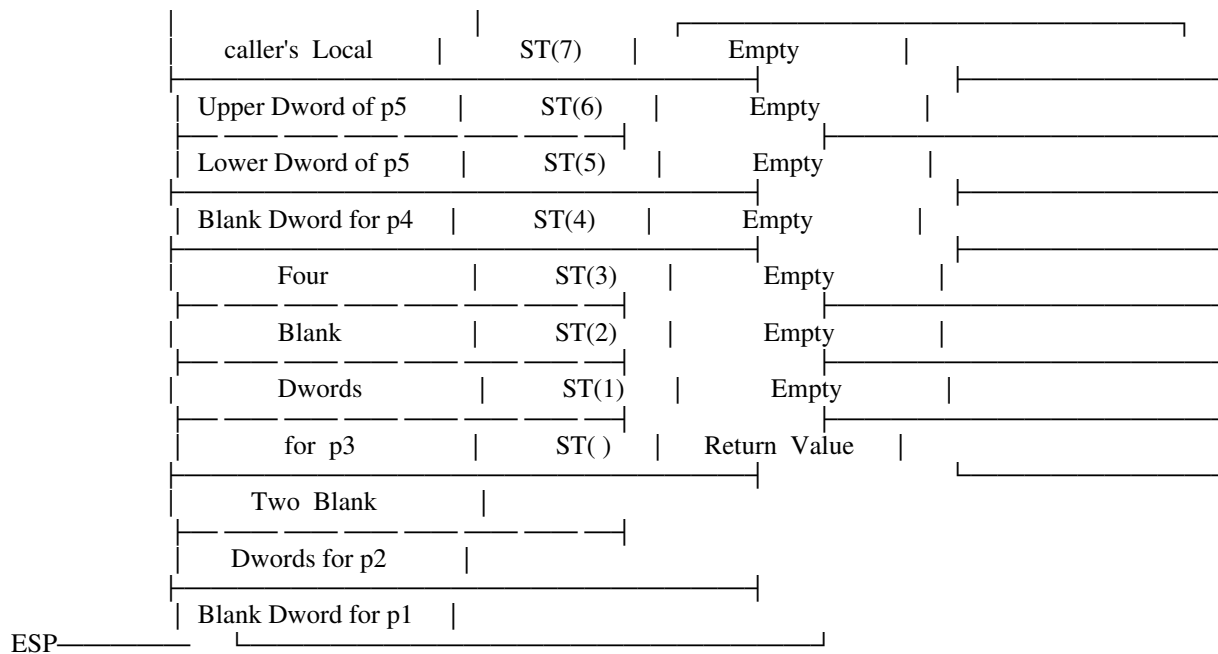 caller's Local | ST(7) | Empty |
| Upper Dword of p5 | ST(6) | Empty |
| Lower Dword of p5 | ST(5) | Empty |
| Blank Dword for p4 | ST(4) | Empty |
Four | ST(3) | Empty |
Blank | ST(2) | Empty |
Dwords | ST(1) | Empty |
| for p3 | ST( ) | Return Value |
Two Blank |
| Dwords for p2 |
| Blank Dword for p1 |
ESP